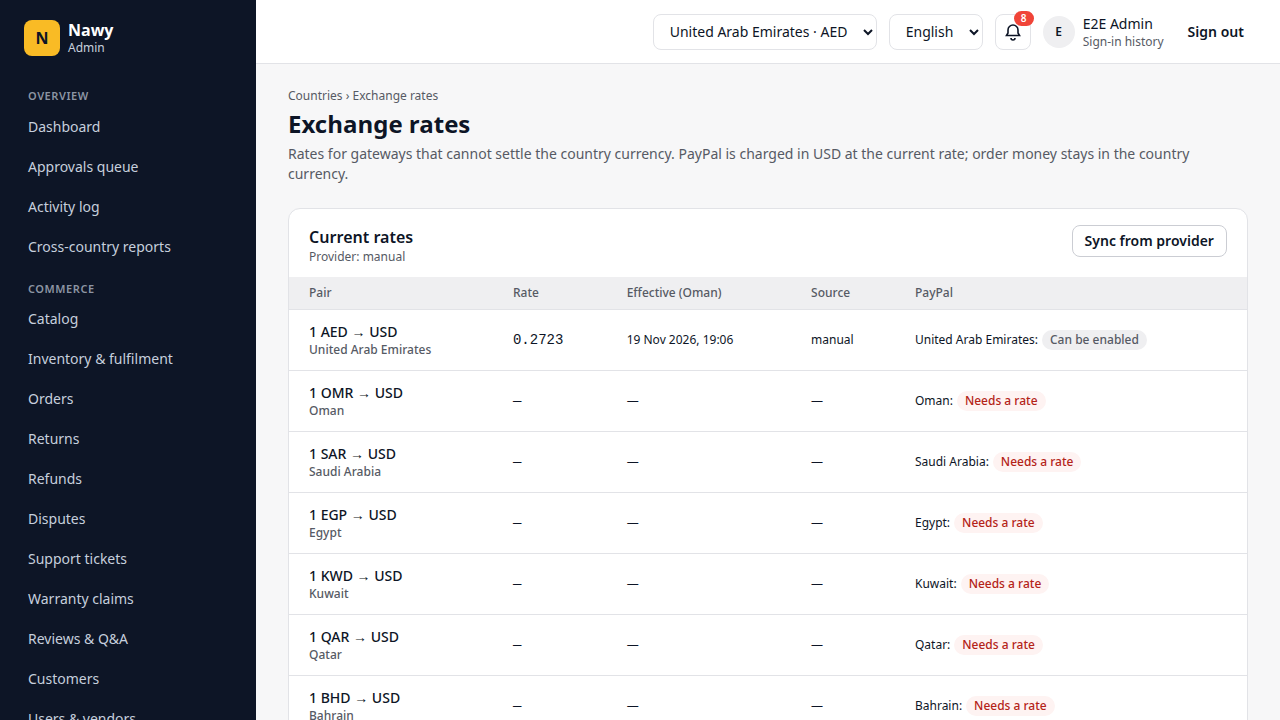 N
Nawy
Admin
OVERVIEW
Dashboard
Approvals queue
Activity log
Cross-country reports
COMMERCE
Catalog
Inventory & fulfilment
Orders
Returns
Refunds
Disputes
Support tickets
Warranty claims
Reviews & Q&A
Customers
Users & vendors
United Arab Emirates · AED
English
8
E
E2E Admin
Sign-in history
Sign out
Countries › Exchange rates
Exchange rates
Rates for gateways that cannot settle the country currency. PayPal is charged in USD at the current rate; order money stays in the country
currency.
Current rates
Provider: manual
Sync from provider
Pair Rate Effective (Oman) Source PayPal
1 AED → USD
United Arab Emirates
0.2723 19 Nov 2026, 19:06 manual United Arab Emirates: Can be enabled
1 OMR → USD
Oman
— — — Oman: Needs a rate
1 SAR → USD
Saudi Arabia
— — — Saudi Arabia: Needs a rate
1 EGP → USD
Egypt
— — — Egypt: Needs a rate
1 KWD → USD
Kuwait
— — — Kuwait: Needs a rate
1 QAR → USD
Qatar
— — — Qatar: Needs a rate
1 BHD → USD
Bahrain
— — — Bahrain: Needs a rate